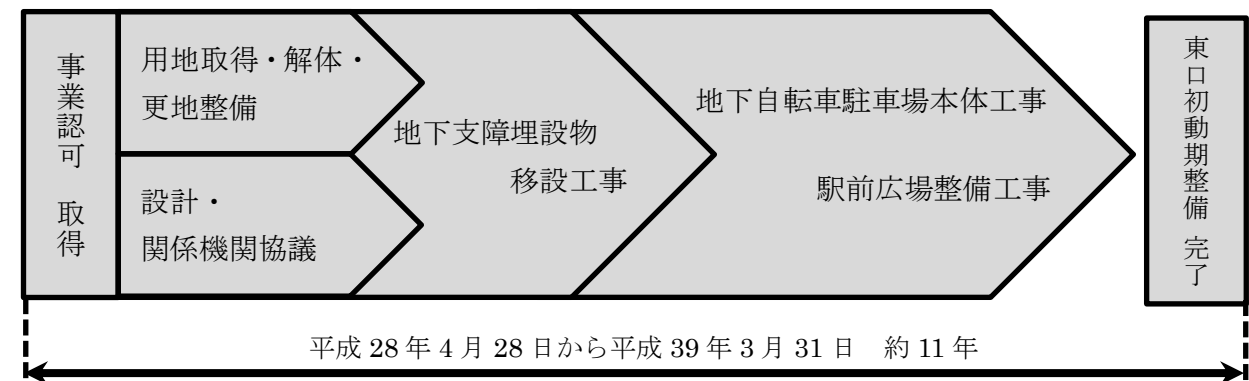 事業認可 取得
用地取得・解体・
更地整備
設計・
関係機関協議
地下支障埋設物
移設工事
地下自転車駐車場本体工事
駅前広場整備工事
東口初動期整備 完了
平成 28 年 4 月 28 日から平成 39 年 3 月 31 日 約 11 年